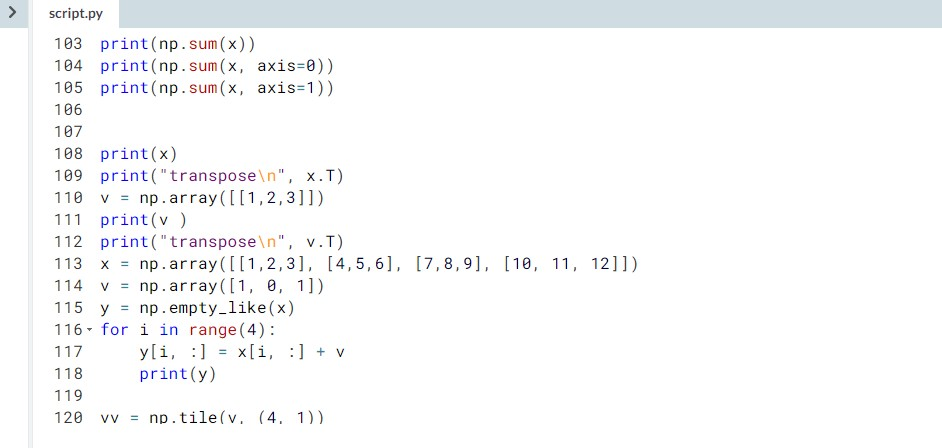 script.py
103 print(np.sum(x))
104 print(np.sum(x, axis=0))
105 print(np.sum(x, axis=1))
106
107
108 print(x)
109 print("transpose\n", x.T)
110 v = np.array([[1,2,3]])
111 print(v )
112 print("transpose\n", v.T)
113 x = np.array([[1,2,3], [4,5,6], [7,8,9], [10, 11, 12]])
114 v = np.array([1, 0, 1])
115 y = np.empty_like(x)
116 for i in range(4):
117     y[i, :] = x[i, :] + v
118     print(y)
119
120 vv = np.tile(v, (4, 1))